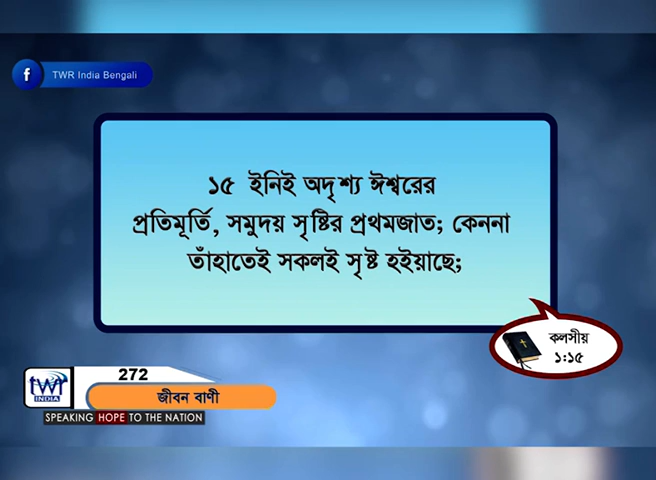 TWR India Bengali
১৫ ইনিই অদৃশ্য ঈশ্বরের
প্রতিমূর্তি, সমুদয় সৃষ্টির প্রথমজাত; কেননা
তাঁহাতেই সকলই সৃষ্ট হইয়াছে;
কলসীয়
১:১৫
272
twr
INDIA
জীবন বাণী
SPEAKING HOPE TO THE NATION